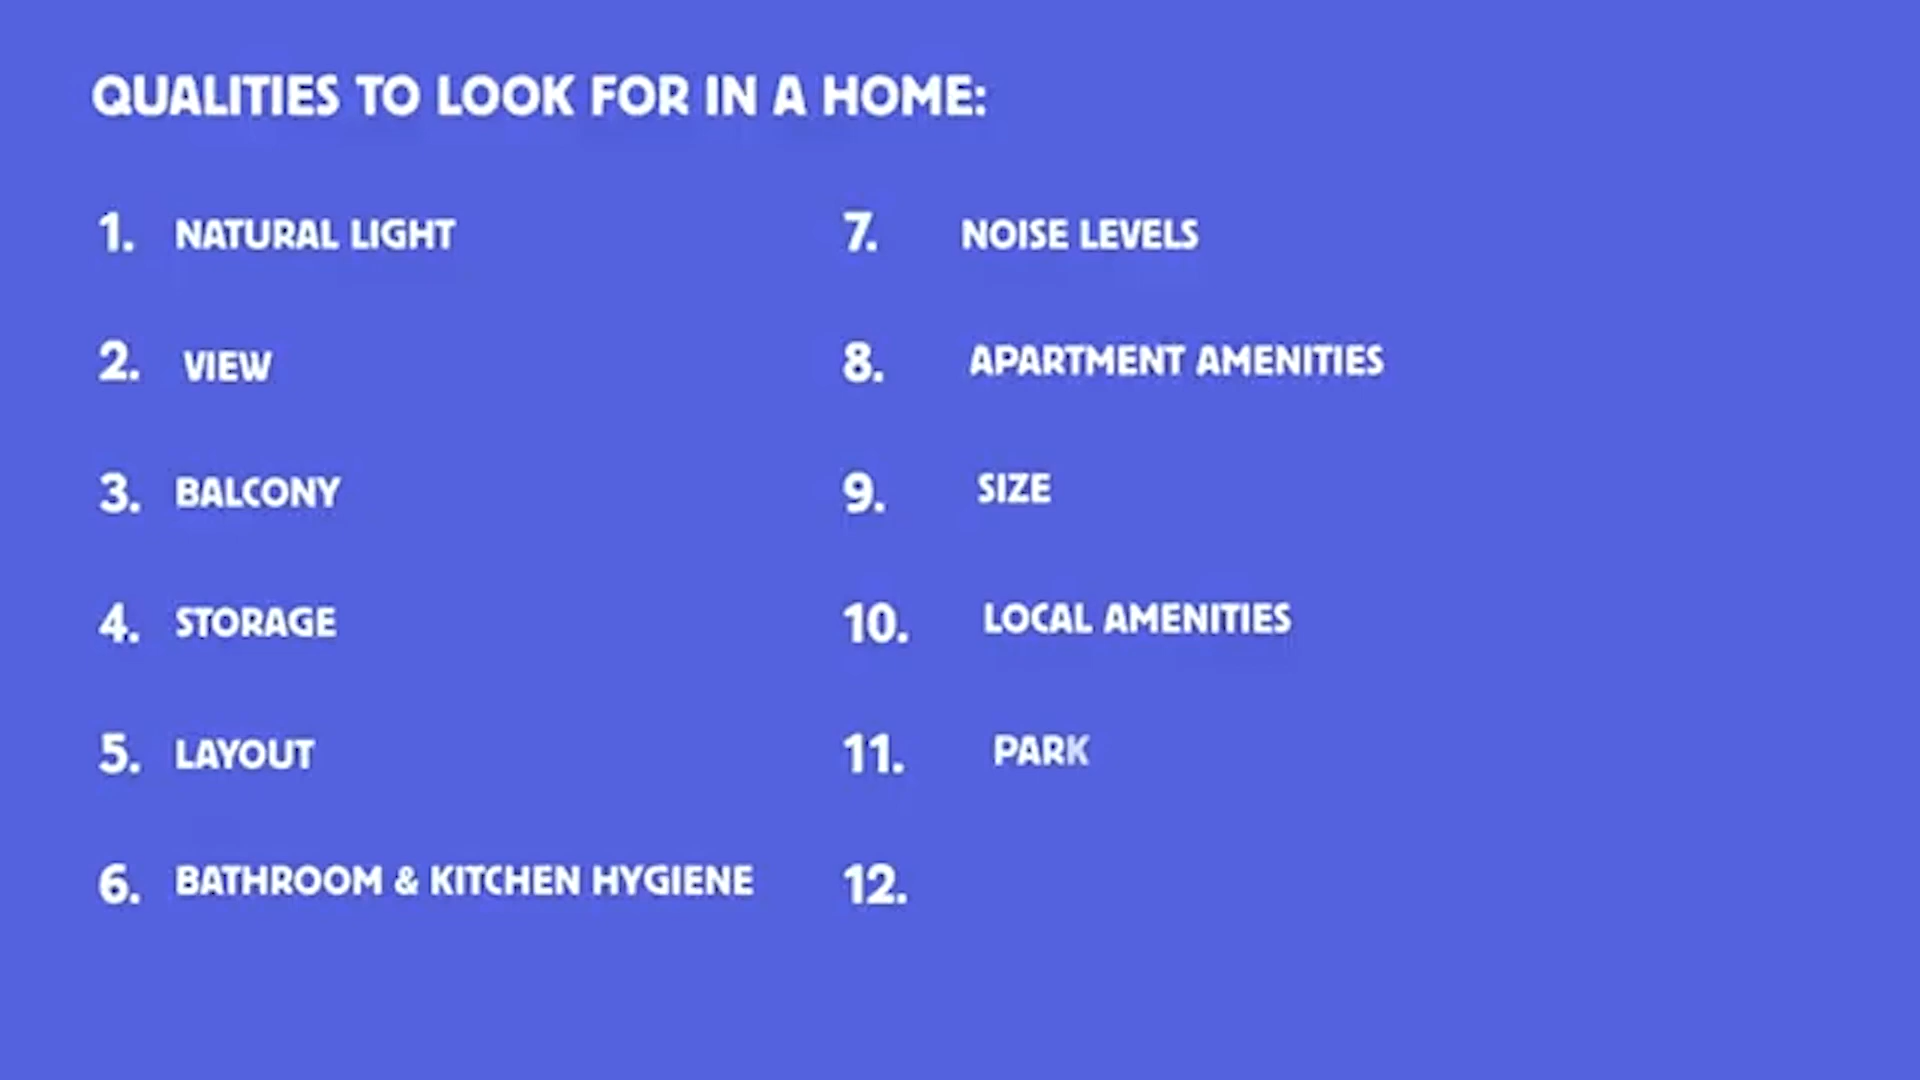 QUALITIES TO LOOK FOR IN A HOME:
1. NATURAL LIGHT
2. VIEW
3. BALCONY
4. STORAGE
5. LAYOUT
6. BATHROOM & KITCHEN HYGIENE
7. NOISE LEVELS
8. APARTMENT AMENITIES
9. SIZE
10. LOCAL AMENITIES
11. PARK
12.